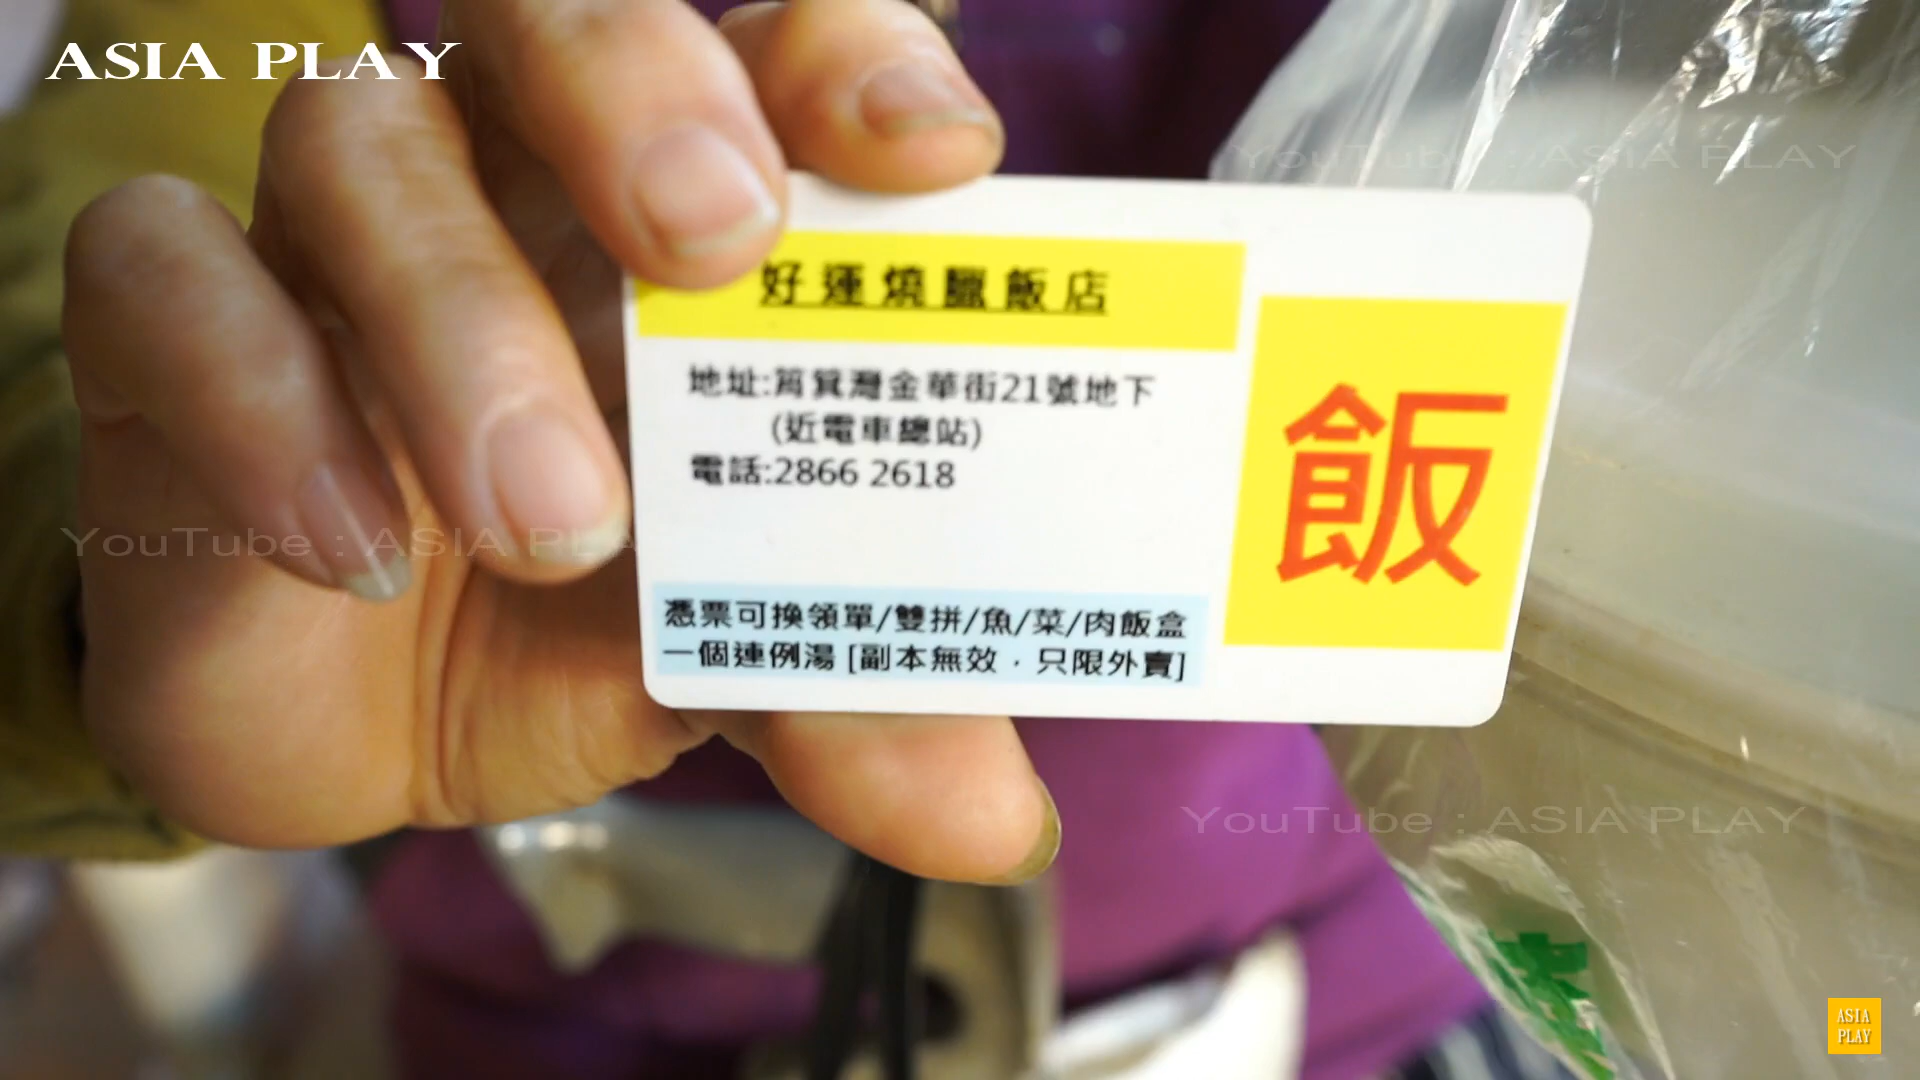 ASIA PLAY
YouTube : ASIA PLAY
好運燒臘飯店
飯
地址:筲箕灣金華街21號地下
(近電車總站)
電話:2866 2618
YouTube : ASIA PLA
憑票可換領單/雙拼/魚/菜/肉飯盒
一個連例湯 [副本無效，只限外賣]
YouTube : ASIA PLAY
ASIA
PLAY